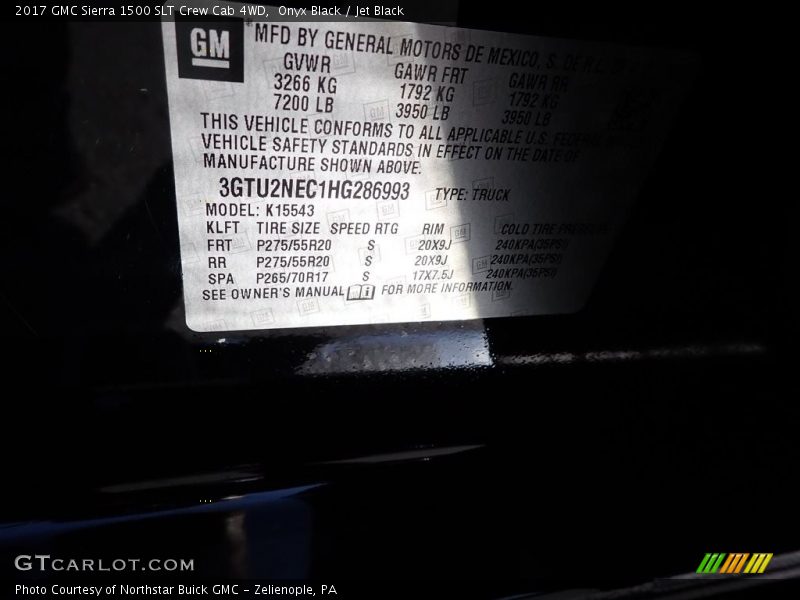 2017 GMC Sierra 1500 SLT Crew Cab 4WD, Onyx Black / Jet Black
GM
MFD BY GENERAL MOTORS DE MEXICO, S. DE R.L.
GVWR GAWR FRT GAWR RR
3266 KG 1792 KG 1792 KG
7200 LB 3950 LB 3950 LB
THIS VEHICLE CONFORMS TO ALL APPLICABLE U.S. FEDERAL
VEHICLE SAFETY STANDARDS IN EFFECT ON THE DATE OF
MANUFACTURE SHOWN ABOVE.
3GTU2NEC1HG286993 TYPE: TRUCK
MODEL: K15543
KLFT TIRE SIZE SPEED RTG RIM COLD TIRE PRESSURE
FRT P275/55R20 S 20X9J 240KPA(35PSI)
RR P275/55R20 S 20X9J 240KPA(35PSI)
SPA P265/70R17 S 17X7.5J 240KPA(35PSI)
SEE OWNER'S MANUAL FOR MORE INFORMATION.
GTCARLOT.COM
Photo Courtesy of Northstar Buick GMC - Zelienople, PA